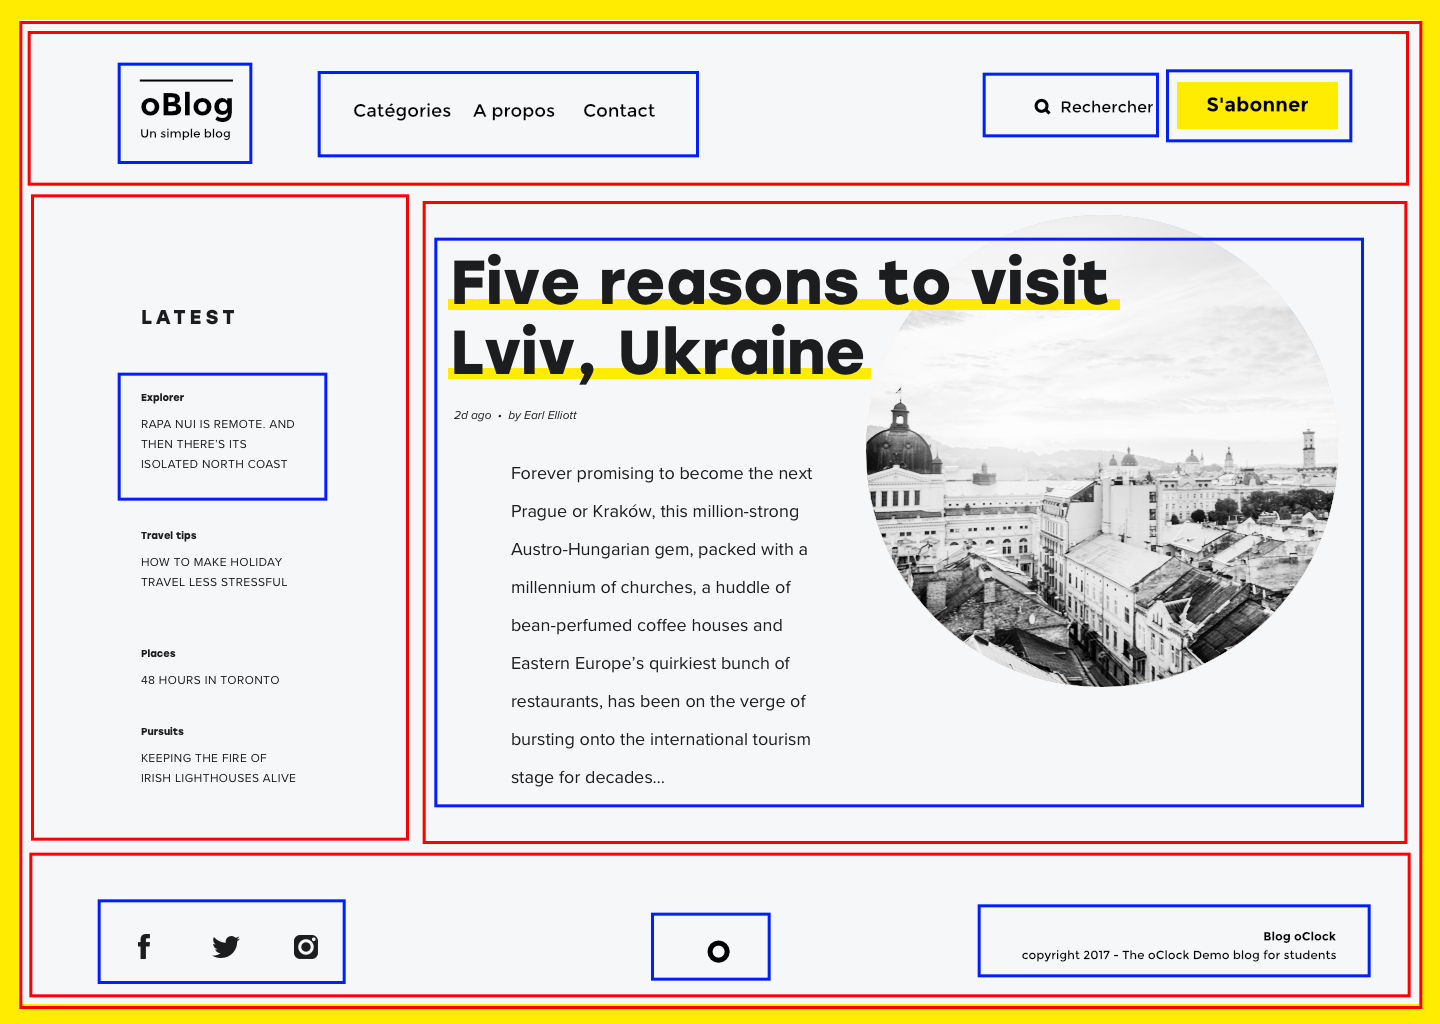 oBlog
Un simple blog
Catégories A propos Contact
Rechercher
S'abonner
LATEST
Explorer
RAPA NUI IS REMOTE. AND
THEN THERE'S ITS
ISOLATED NORTH COAST
Travel tips
HOW TO MAKE HOLIDAY
TRAVEL LESS STRESSFUL
Places
48 HOURS IN TORONTO
Pursuits
KEEPING THE FIRE OF
IRISH LIGHTHOUSES ALIVE
Five reasons to visit
Lviv, Ukraine
2d ago • by Earl Elliott
Forever promising to become the next
Prague or Kraków, this million-strong
Austro-Hungarian gem, packed with a
millennium of churches, a huddle of
bean-perfumed coffee houses and
Eastern Europe’s quirkiest bunch of
restaurants, has been on the verge of
bursting onto the international tourism
stage for decades...
Blog oClock
copyright 2017 - The oClock Demo blog for students